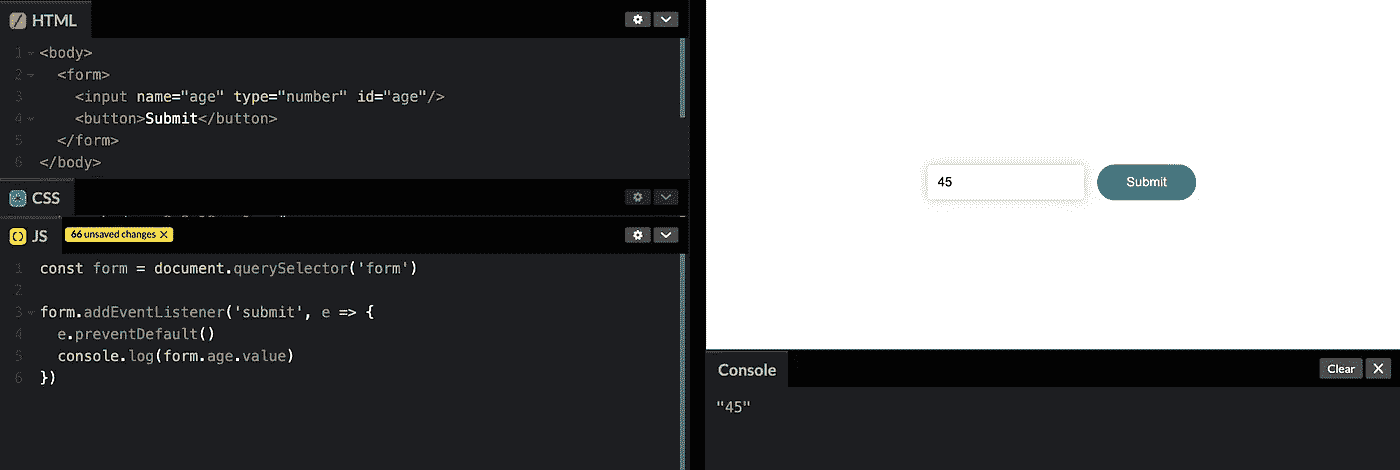 HTML
1 <body>
2 <form>
3 <input name="age" type="number" id="age"/>
4 <button>Submit</button>
5 </form>
6 </body>
CSS
JS 66 unsaved changes
1 const form = document.querySelector('form')
2
3 form.addEventListener('submit', e => {
4 e.preventDefault()
5 console.log(form.age.value)
6 })
45 Submit
Console Clear
"45"